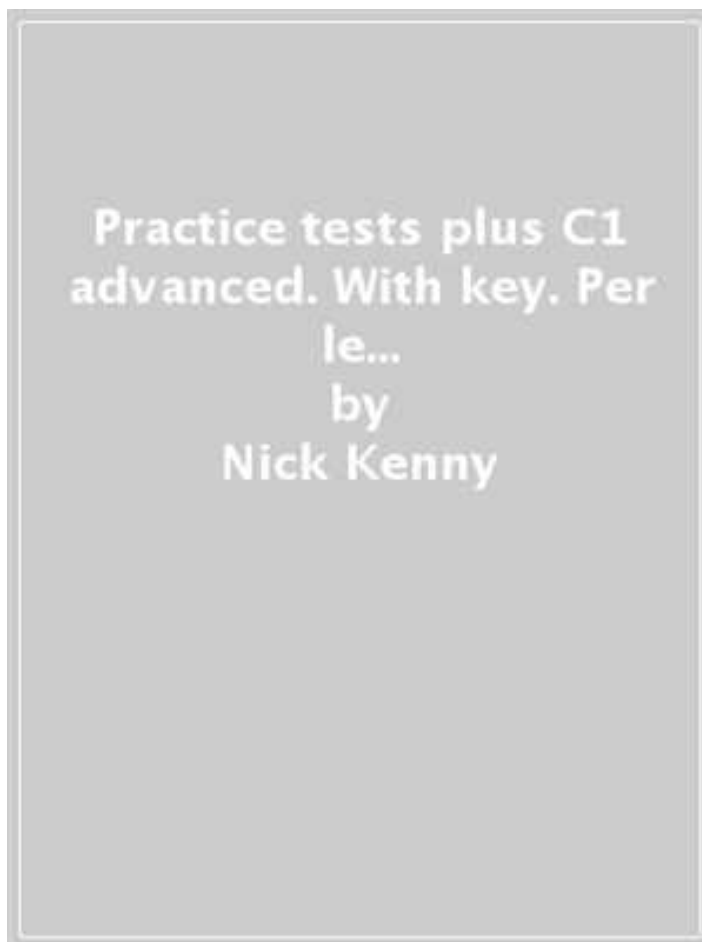 Practice tests plus C1
advanced. With key. Per
le...
by
Nick Kenny